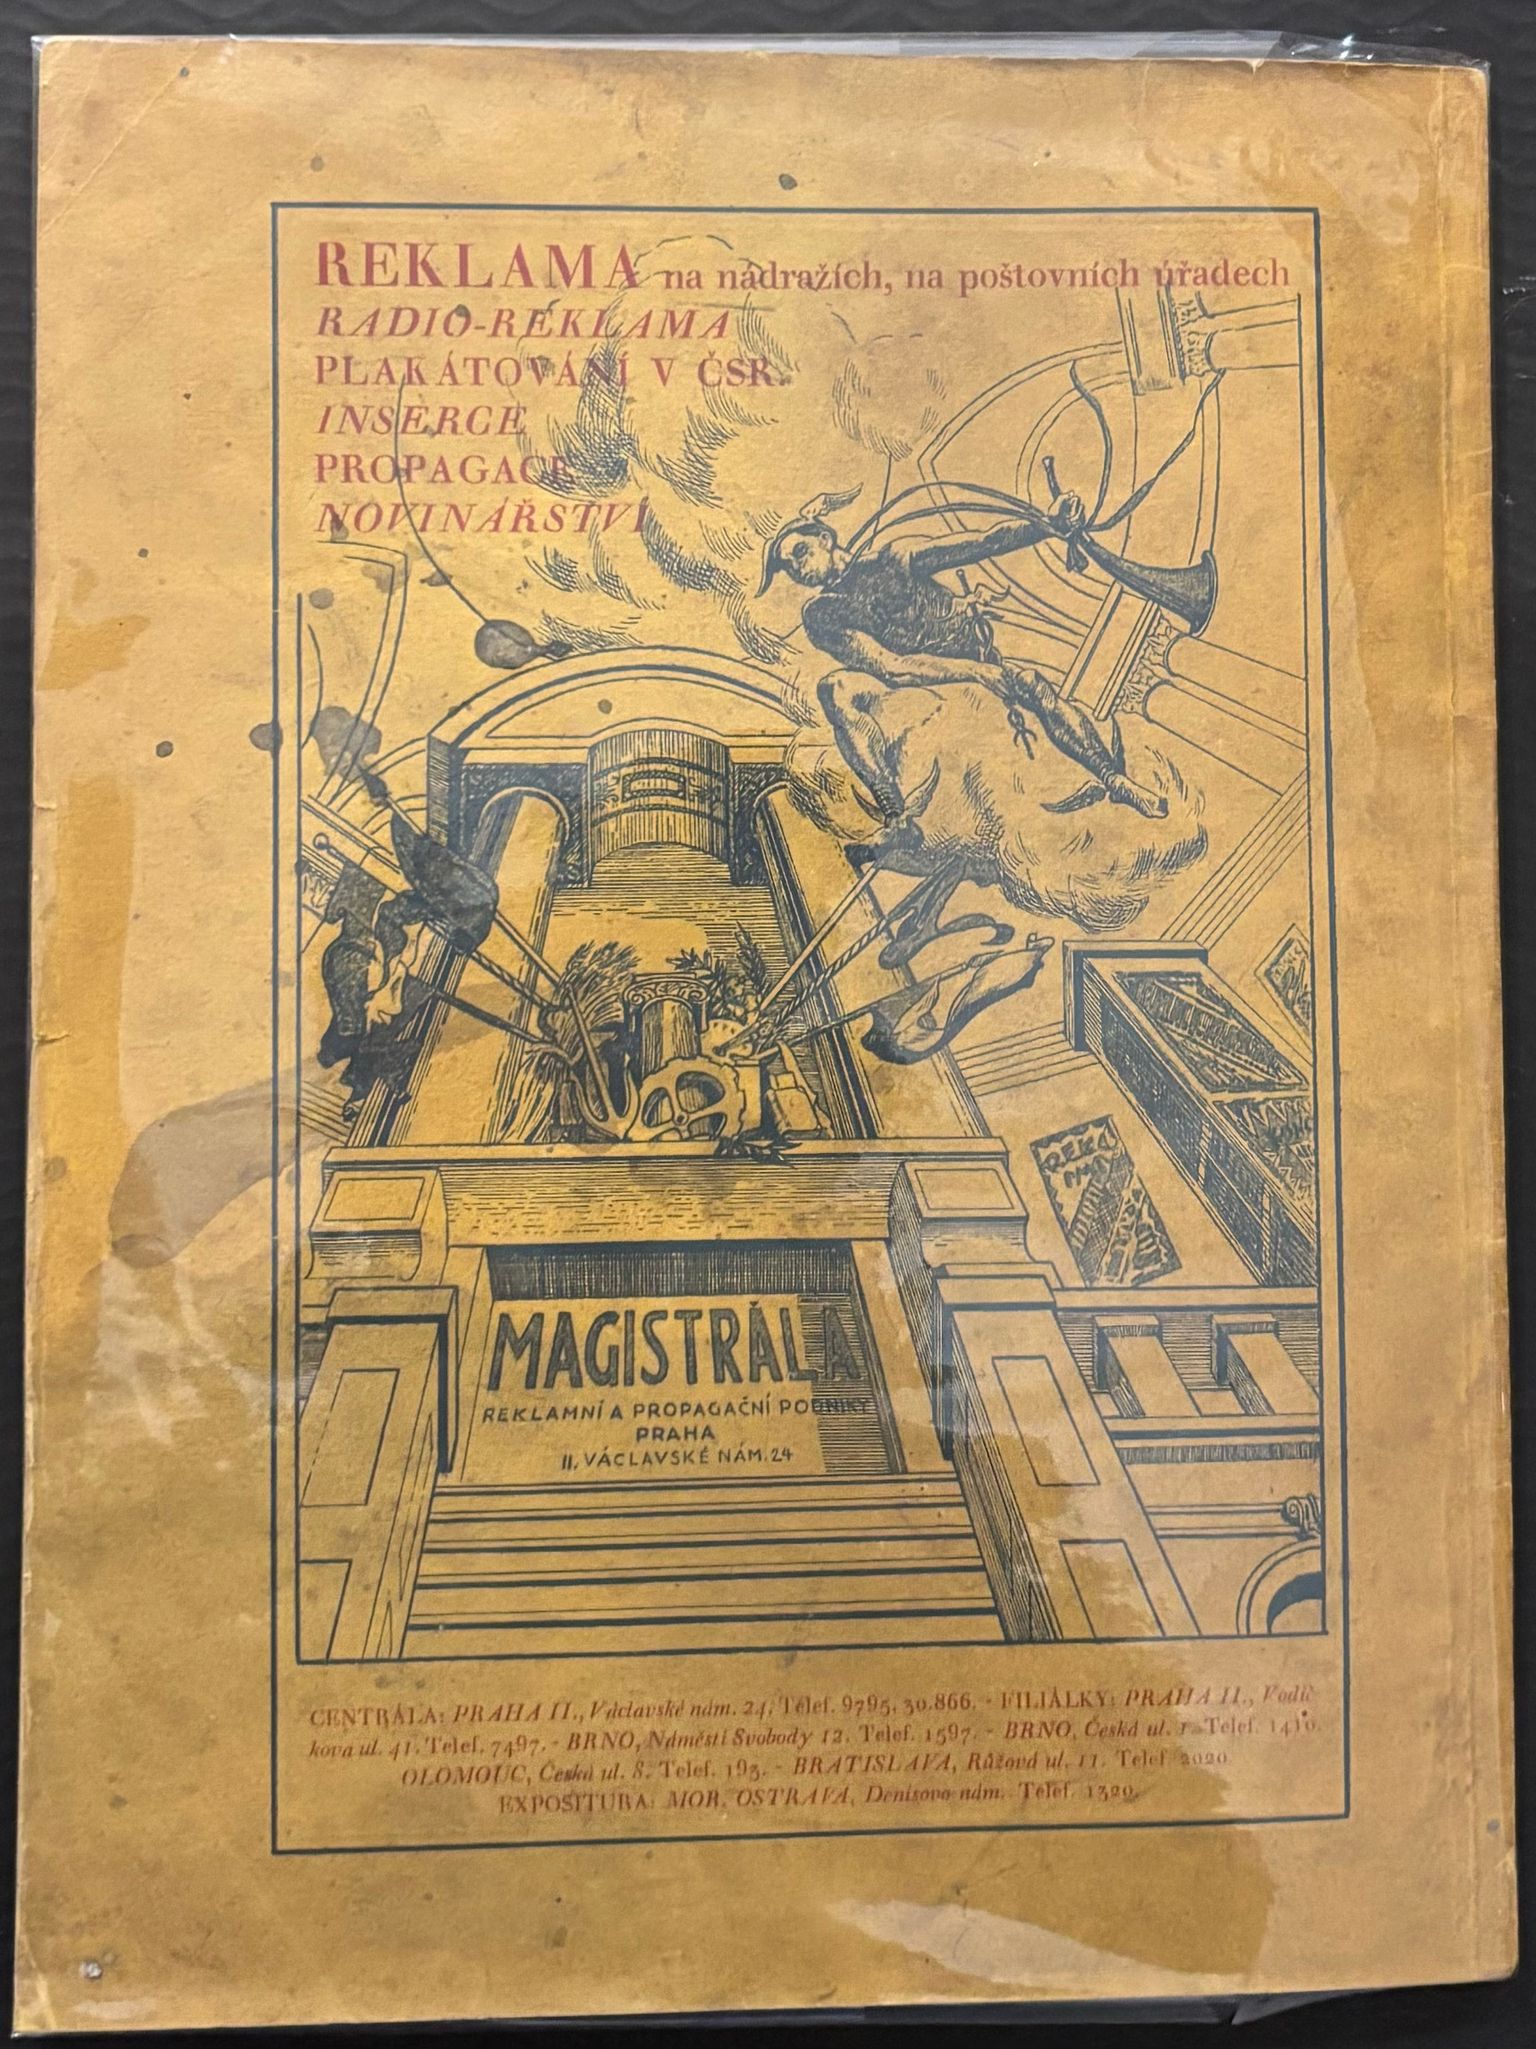 REKLAMA na nádražích, na poštovních úřadech
RADIO-REKLAMA
PLAKÁTOVÁNÍ V ČSR.
INSERCE
PROPAGACE
NOVINÁŘSTVÍ
MAGISTRÁLA
REKLAMNÍ A PROPAGAČNÍ PODNIKY
PRAHA
II. VÁCLAVSKÉ NÁM. 24
CENTRÁLA: PRAHA II., Václavské nám. 24, Telef. 9795, 30.866. - FILIÁLKY: PRAHA II., Vodič-
kova ul. 41. Telef. 7497. - BRNO, Náměstí Svobody 12. Telef. 1597. - BRNO, Česká ul. 1. Telef. 1410.
OLOMOUC, Česká ul. 8. Telef. 193. - BRATISLAVA, Růžová ul. 11. Telef. 2020
EXPOSITURA: MOR. OSTRAVA, Denisovo nám. Telef. 1320.